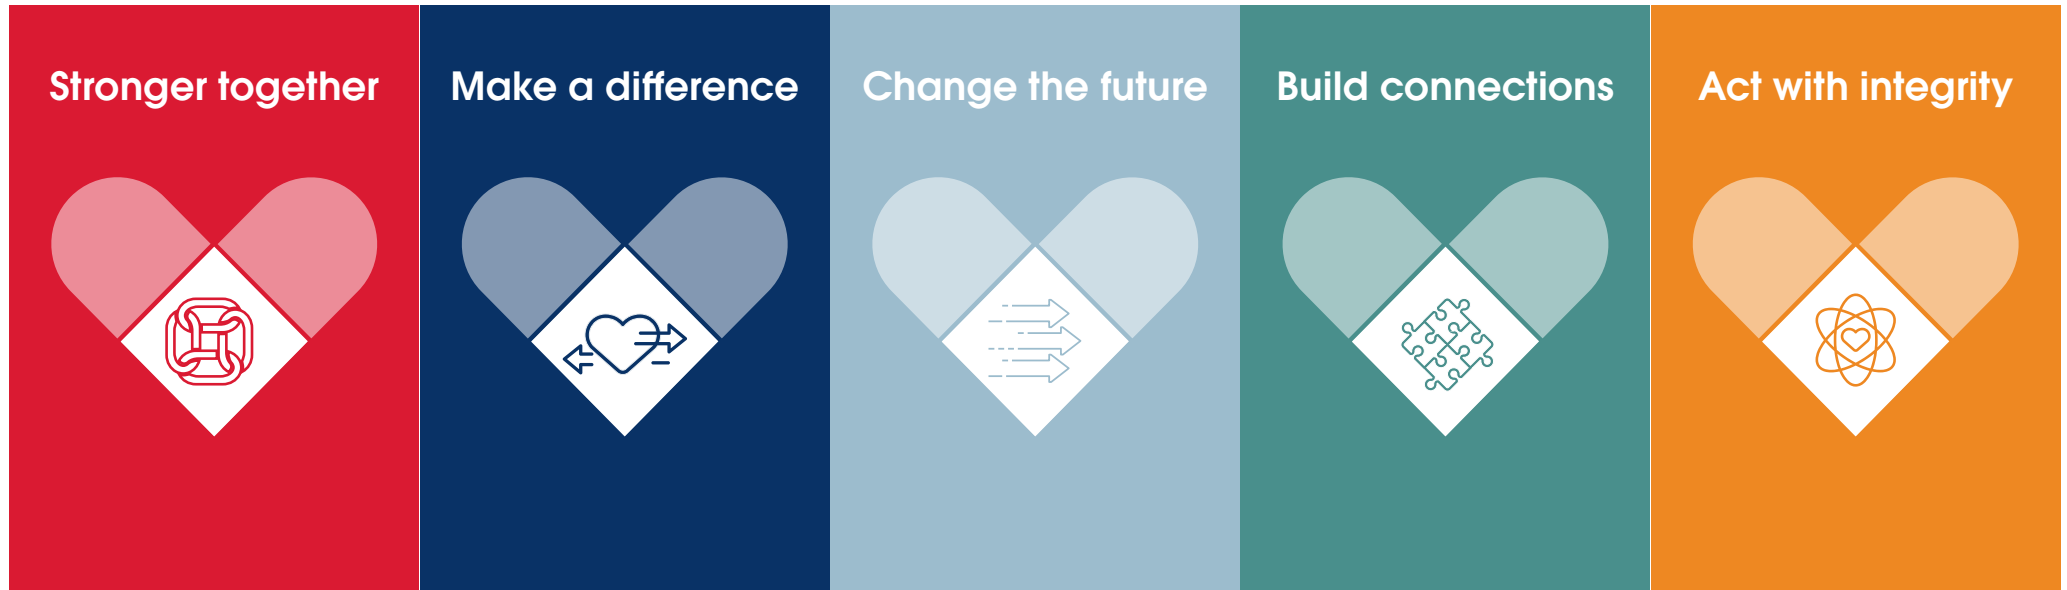 Stronger together
Make a difference
Change the future
Build connections
Act with integrity